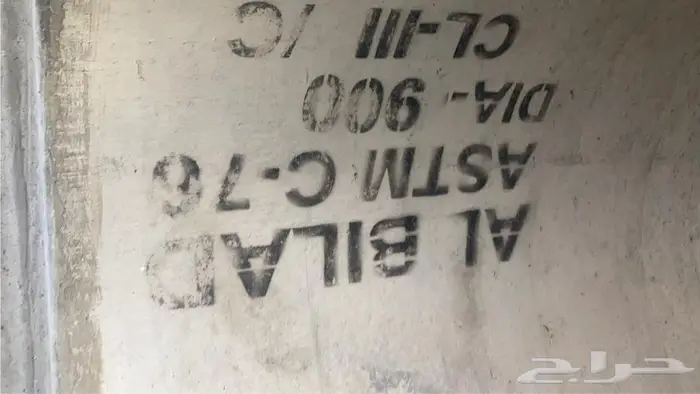 AL BILAD
ASTM C-76
DIA- 900
CL-III /C
حراج